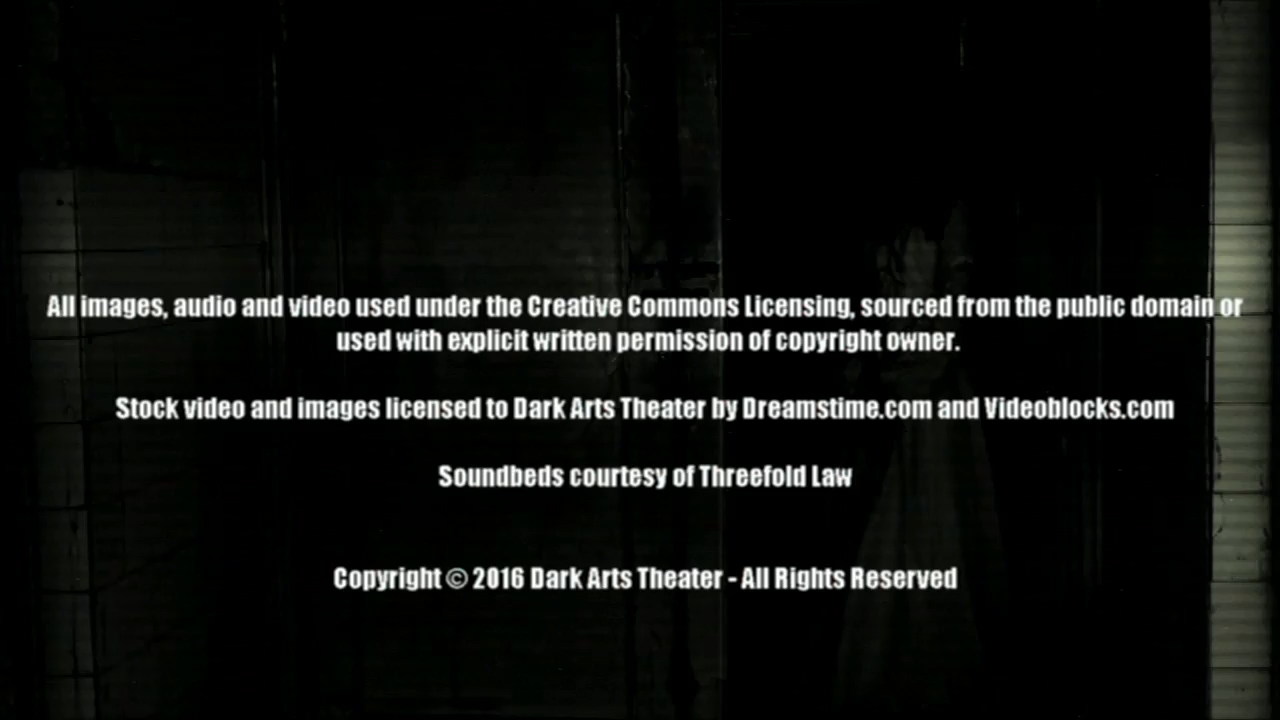 All images, audio and video used under the Creative Commons Licensing, sourced from the public domain or
used with explicit written permission of copyright owner.
Stock video and images licensed to Dark Arts Theater by Dreamstime.com and Videoblocks.com
Soundbeds courtesy of Threefold Law
Copyright © 2016 Dark Arts Theater - All Rights Reserved